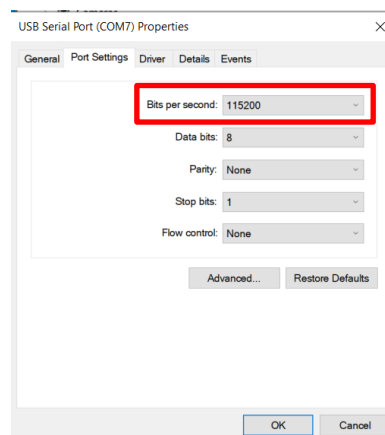 USB Serial Port (COM7) Properties
General Port Settings Driver Details Events
Bits per second: 115200
Data bits: 8
Parity: None
Stop bits: 1
Flow control: None
Advanced... Restore Defaults
OK Cancel